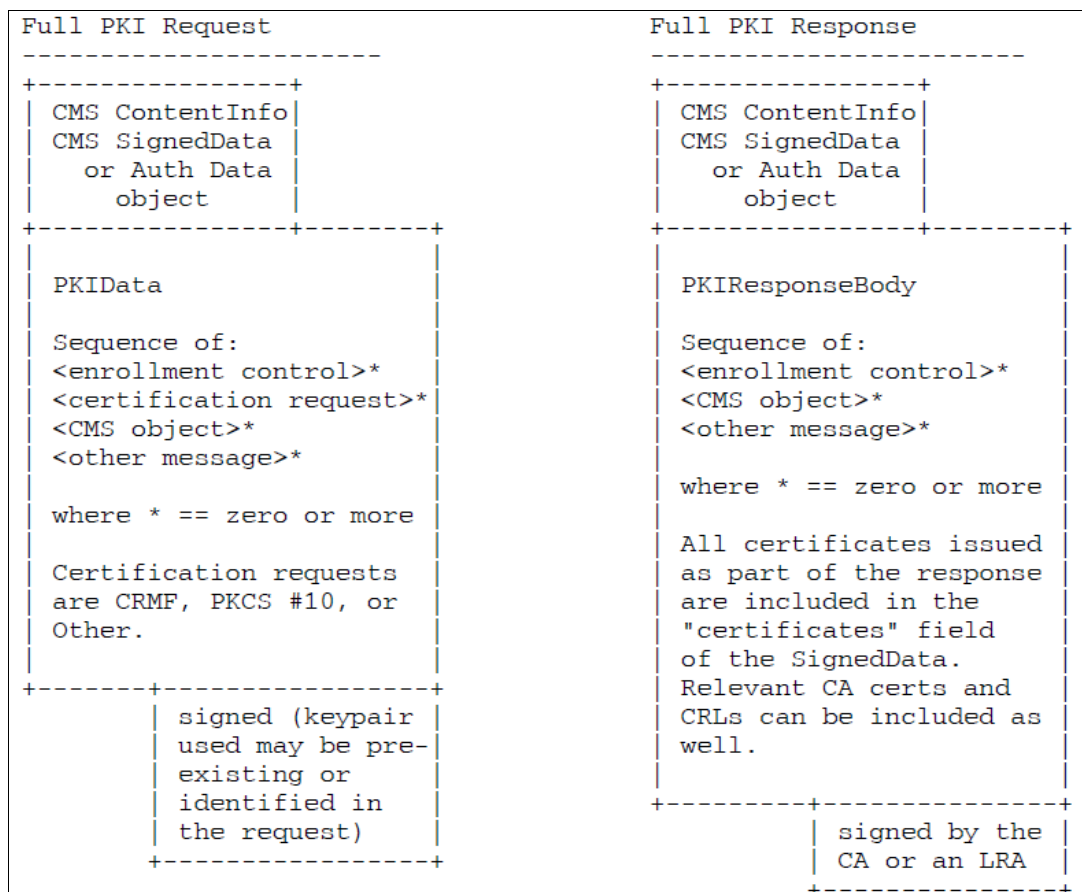 Full PKI Request
-----------------------
+----------------+
| CMS ContentInfo|
| CMS SignedData |
|   or Auth Data |
|     object     |
+----------------+--------+
|                         |
| PKIData                 |
|                         |
| Sequence of:            |
| <enrollment control>*   |
| <certification request>*|
| <CMS object>*           |
| <other message>*        |
|                         |
| where * == zero or more |
|                         |
| Certification requests  |
| are CRMF, PKCS #10, or  |
| Other.                  |
|                         |
+-------+-----------------+
        | signed (keypair |
        | used may be pre-|
        | existing or     |
        | identified in   |
        | the request)    |
        +-----------------+
Full PKI Response
------------------------
+----------------+
| CMS ContentInfo|
| CMS SignedData |
|   or Auth Data |
|     object     |
+----------------+--------+
|                         |
| PKIResponseBody         |
|                         |
| Sequence of:            |
| <enrollment control>*   |
| <CMS object>*           |
| <other message>*        |
|                         |
| where * == zero or more |
|                         |
| All certificates issued |
| as part of the response |
| are included in the     |
| "certificates" field    |
| of the SignedData.      |
| Relevant CA certs and   |
| CRLs can be included as |
| well.                   |
|                         |
+---------+---------------+
          | signed by the |
          | CA or an LRA  |
          +---------------+